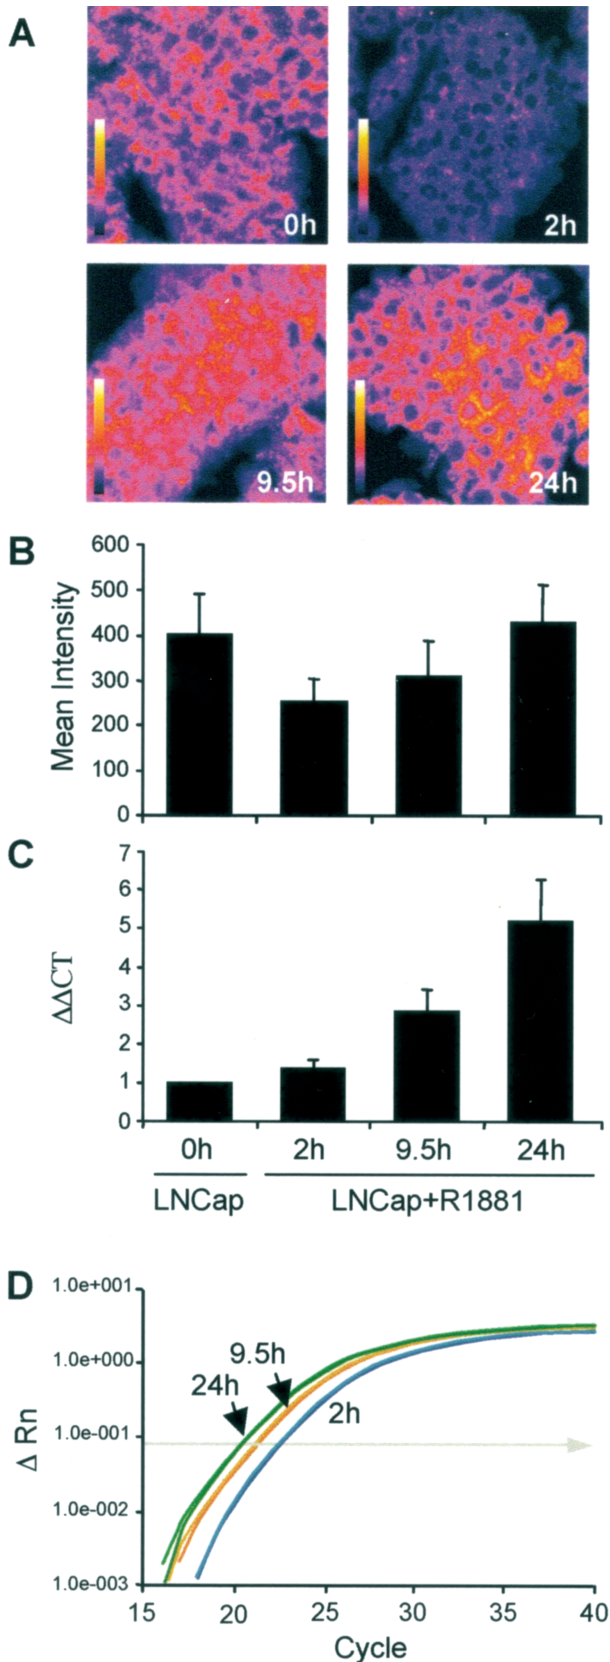 A
0h
2h
9.5h
24h
B
Mean Intensity
600
500
400
300
200
100
0
C
ΔΔCT
7
6
5
4
3
2
1
0
0h 2h 9.5h 24h
LNCap LNCap+R1881
D
Δ Rn
1.0e+001
1.0e+000
1.0e-001
1.0e-002
1.0e-003
9.5h
24h
2h
15 20 25 30 35 40
Cycle